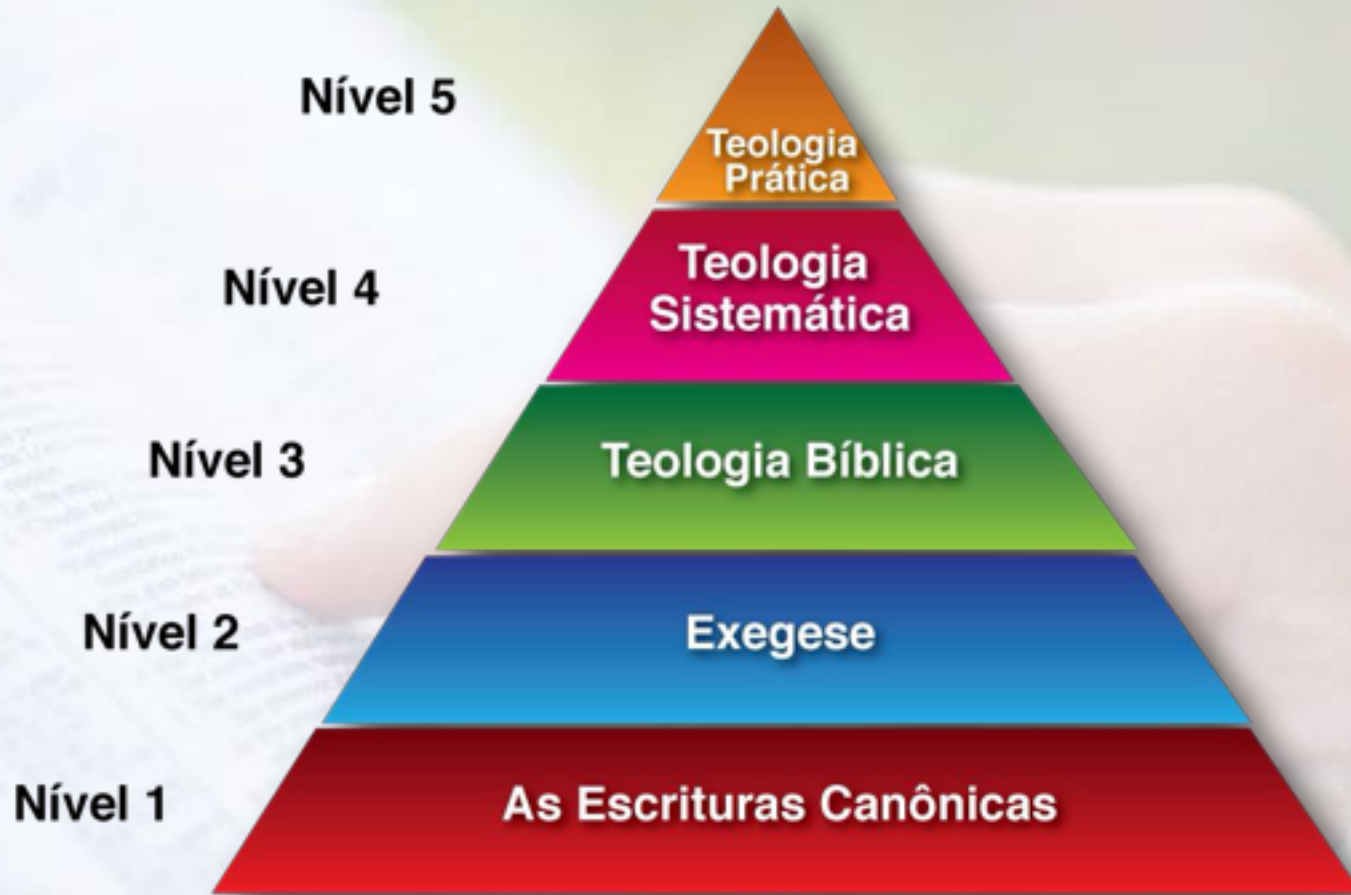 Nível 5
Teologia
Prática
Nível 4
Teologia
Sistemática
Nível 3
Teologia Bíblica
Nível 2
Exegese
Nível 1
As Escrituras Canônicas